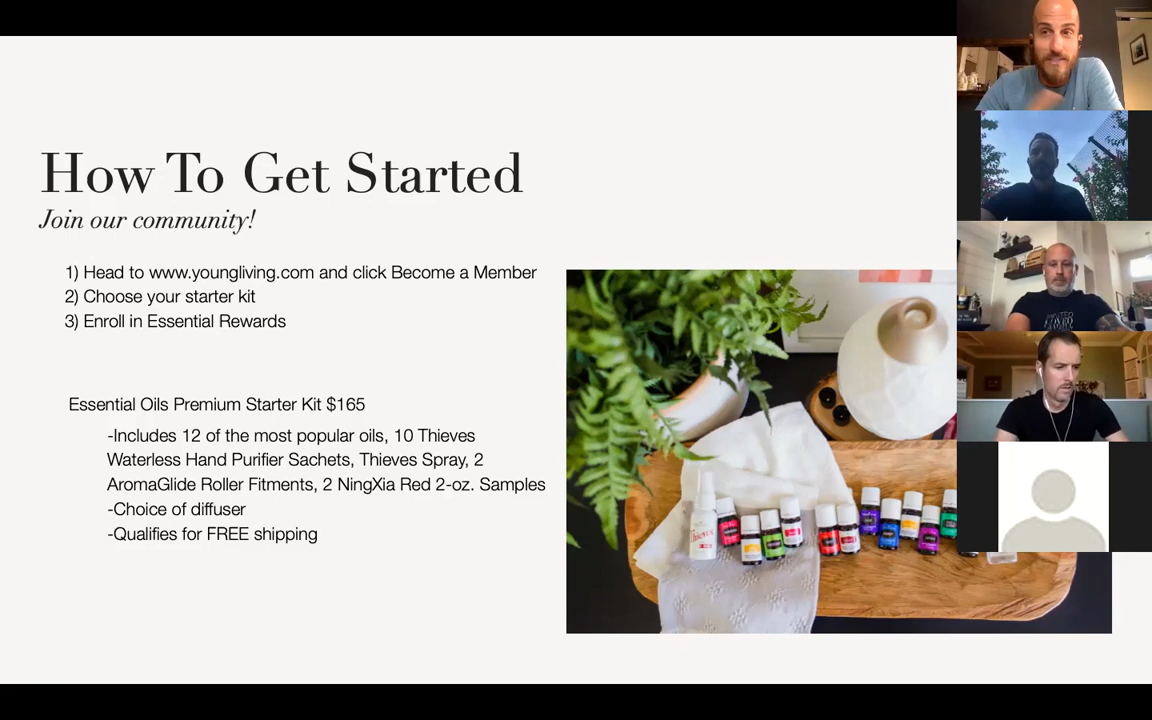 How To Get Started
Join our community!
1) Head to www.youngliving.com and click Become a Member
2) Choose your starter kit
3) Enroll in Essential Rewards
Essential Oils Premium Starter Kit $165
-Includes 12 of the most popular oils, 10 Thieves
Waterless Hand Purifier Sachets, Thieves Spray, 2
AromaGlide Roller Fitments, 2 NingXia Red 2-oz. Samples
-Choice of diffuser
-Qualifies for FREE shipping
Thieves